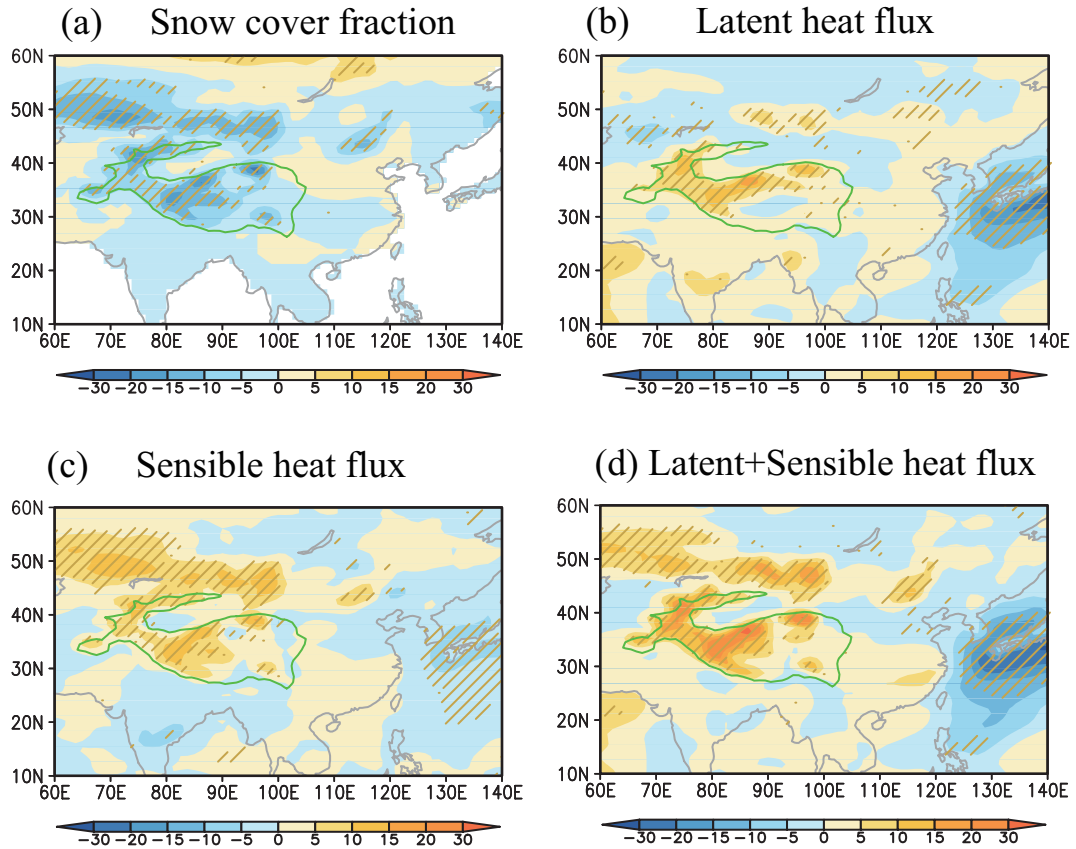 (a) Snow cover fraction
(b) Latent heat flux
60N
50N
40N
30N
20N
10N
60E 70E 80E 90E 100E 110E 120E 130E 140E
-30 -20 -15 -10 -5 0 5 10 15 20 30
60N
50N
40N
30N
20N
10N
60E 70E 80E 90E 100E 110E 120E 130E 140E
-30 -20 -15 -10 -5 0 5 10 15 20 30
(c) Sensible heat flux
(d) Latent+Sensible heat flux
60N
50N
40N
30N
20N
10N
60E 70E 80E 90E 100E 110E 120E 130E 140E
-30 -20 -15 -10 -5 0 5 10 15 20 30
60N
50N
40N
30N
20N
10N
60E 70E 80E 90E 100E 110E 120E 130E 140E
-30 -20 -15 -10 -5 0 5 10 15 20 30